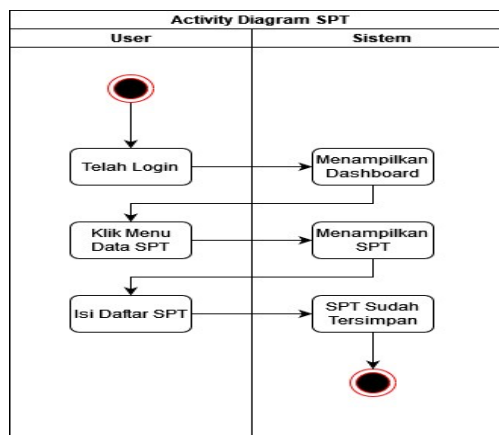 Activity Diagram SPT
User
Sistem
Telah Login
Menampilkan
Dashboard
Klik Menu
Data SPT
Menampilkan
SPT
Isi Daftar SPT
SPT Sudah
Tersimpan